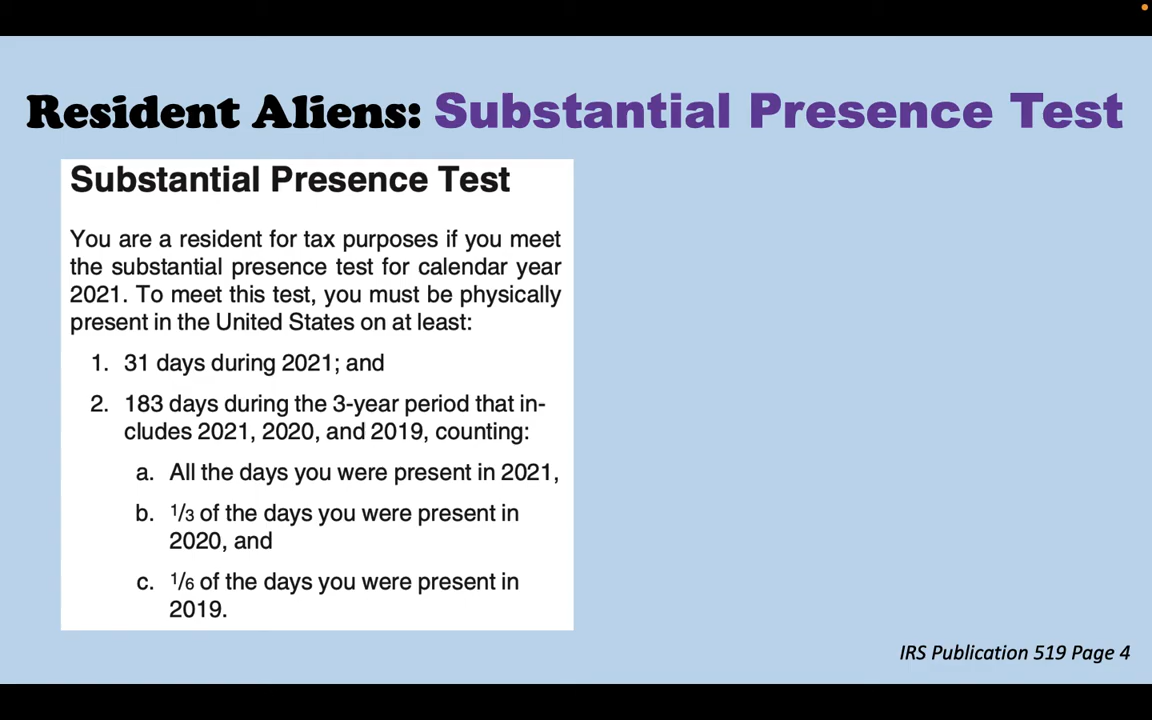 Resident Aliens: Substantial Presence Test
Substantial Presence Test
You are a resident for tax purposes if you meet
the substantial presence test for calendar year
2021. To meet this test, you must be physically
present in the United States on at least:
1. 31 days during 2021; and
2. 183 days during the 3-year period that in-
cludes 2021, 2020, and 2019, counting:
a. All the days you were present in 2021,
b. 1/3 of the days you were present in
2020, and
c. 1/6 of the days you were present in
2019.
IRS Publication 519 Page 4